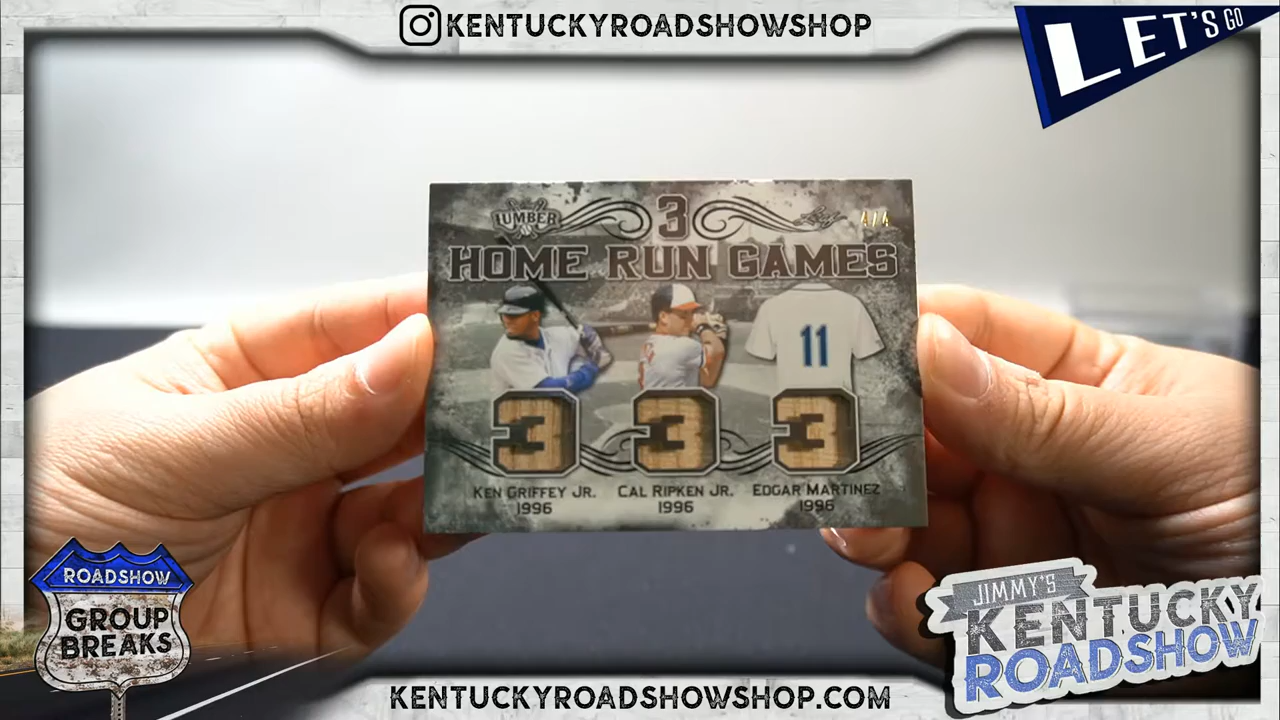 KENTUCKYROADSHOWSHOP
LET'S GO
LUMBER
3
Leaf
4/4
HOME RUN GAMES
11
3 3 3
KEN GRIFFEY JR. CAL RIPKEN JR. EDGAR MARTINEZ
1996 1996 1996
ROADSHOW
GROUP
BREAKS
JIMMY'S
KENTUCKY
ROADSHOW
KENTUCKYROADSHOWSHOP.COM